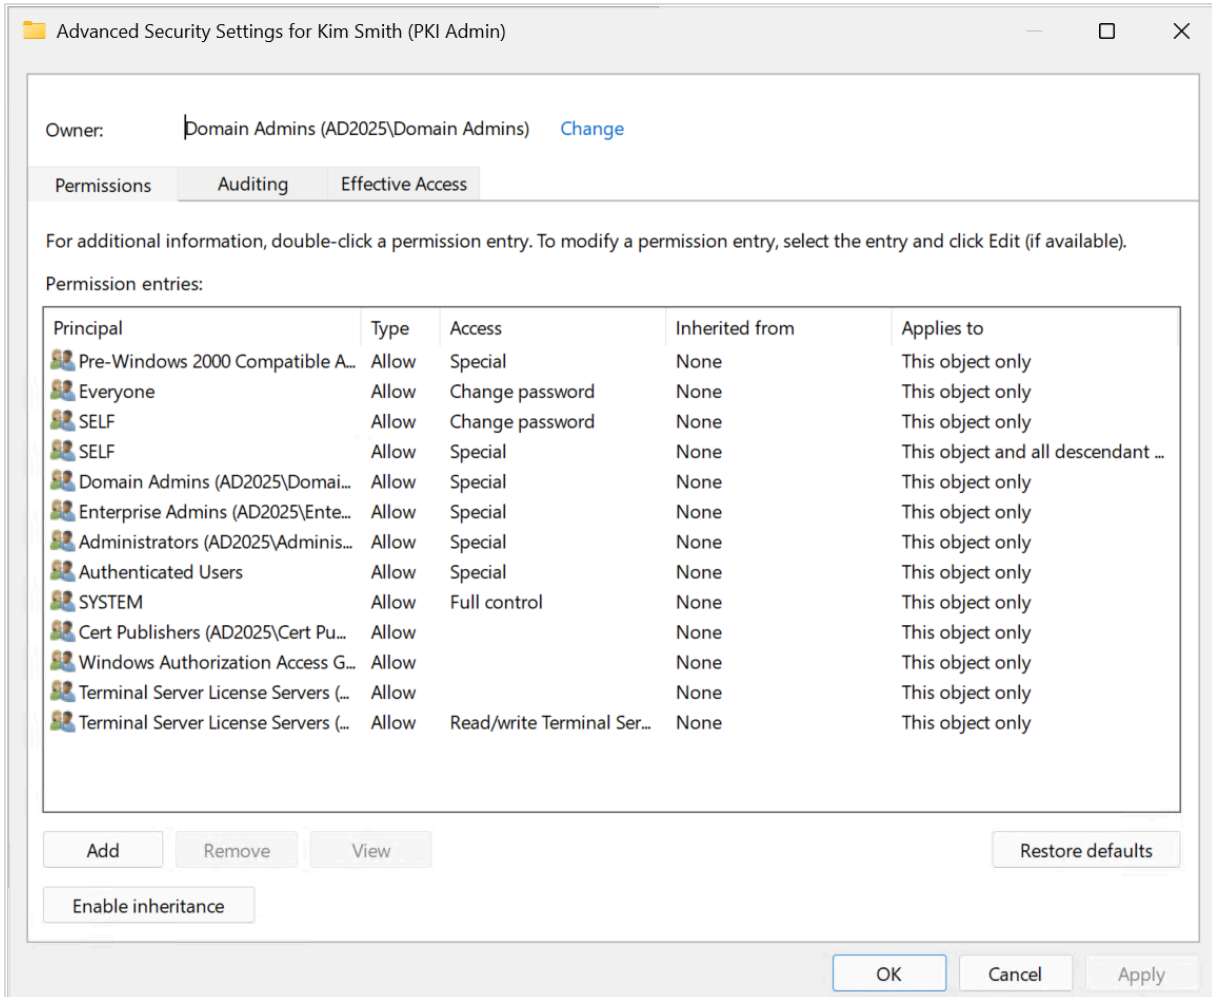 Advanced Security Settings for Kim Smith (PKI Admin)
Owner: Domain Admins (AD2025\Domain Admins) Change
Permissions Auditing Effective Access
For additional information, double-click a permission entry. To modify a permission entry, select the entry and click Edit (if available).
Permission entries:
Principal Type Access Inherited from Applies to
Pre-Windows 2000 Compatible A... Allow Special None This object only
Everyone Allow Change password None This object only
SELF Allow Change password None This object only
SELF Allow Special None This object and all descendant ...
Domain Admins (AD2025\Domai... Allow Special None This object only
Enterprise Admins (AD2025\Ente... Allow Special None This object only
Administrators (AD2025\Adminis... Allow Special None This object only
Authenticated Users Allow Special None This object only
SYSTEM Allow Full control None This object only
Cert Publishers (AD2025\Cert Pu... Allow None This object only
Windows Authorization Access G... Allow None This object only
Terminal Server License Servers (... Allow None This object only
Terminal Server License Servers (... Allow Read/write Terminal Ser... None This object only
Add Remove View Restore defaults
Enable inheritance
OK Cancel Apply